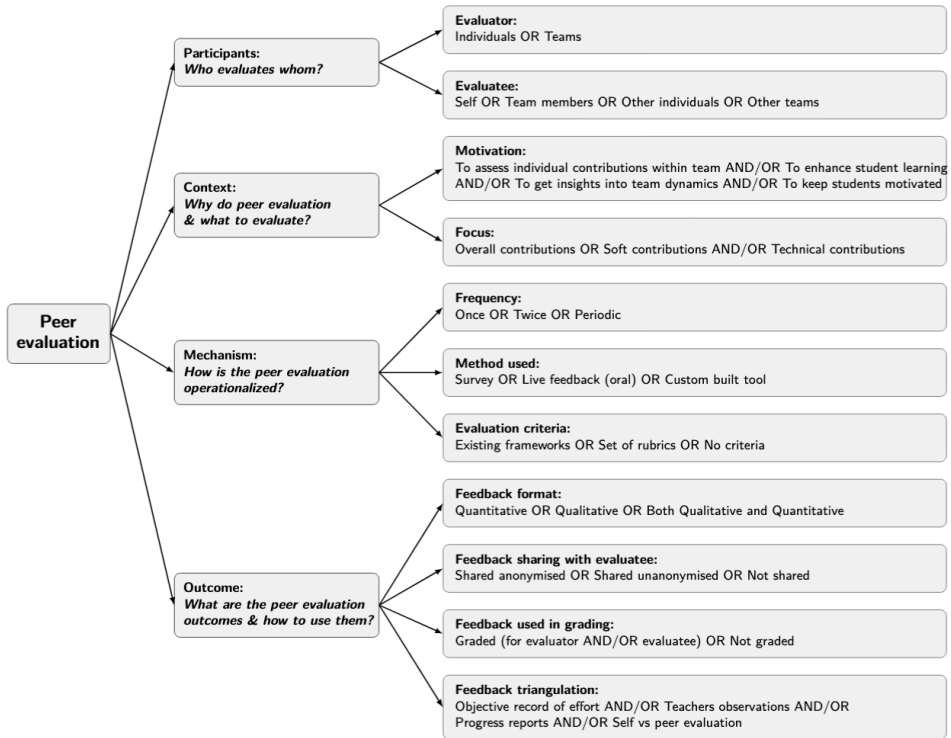 Peer
evaluation
Participants:
Who evaluates whom?
Evaluator:
Individuals OR Teams
Evaluatee:
Self OR Team members OR Other individuals OR Other teams
Context:
Why do peer evaluation
& what to evaluate?
Motivation:
To assess individual contributions within team AND/OR To enhance student learning
AND/OR To get insights into team dynamics AND/OR To keep students motivated
Focus:
Overall contributions OR Soft contributions AND/OR Technical contributions
Mechanism:
How is the peer evaluation
operationalized?
Frequency:
Once OR Twice OR Periodic
Method used:
Survey OR Live feedback (oral) OR Custom built tool
Evaluation criteria:
Existing frameworks OR Set of rubrics OR No criteria
Outcome:
What are the peer evaluation
outcomes & how to use them?
Feedback format:
Quantitative OR Qualitative OR Both Qualitative and Quantitative
Feedback sharing with evaluatee:
Shared anonymised OR Shared unanonymised OR Not shared
Feedback used in grading:
Graded (for evaluator AND/OR evaluatee) OR Not graded
Feedback triangulation:
Objective record of effort AND/OR Teachers observations AND/OR
Progress reports AND/OR Self vs peer evaluation